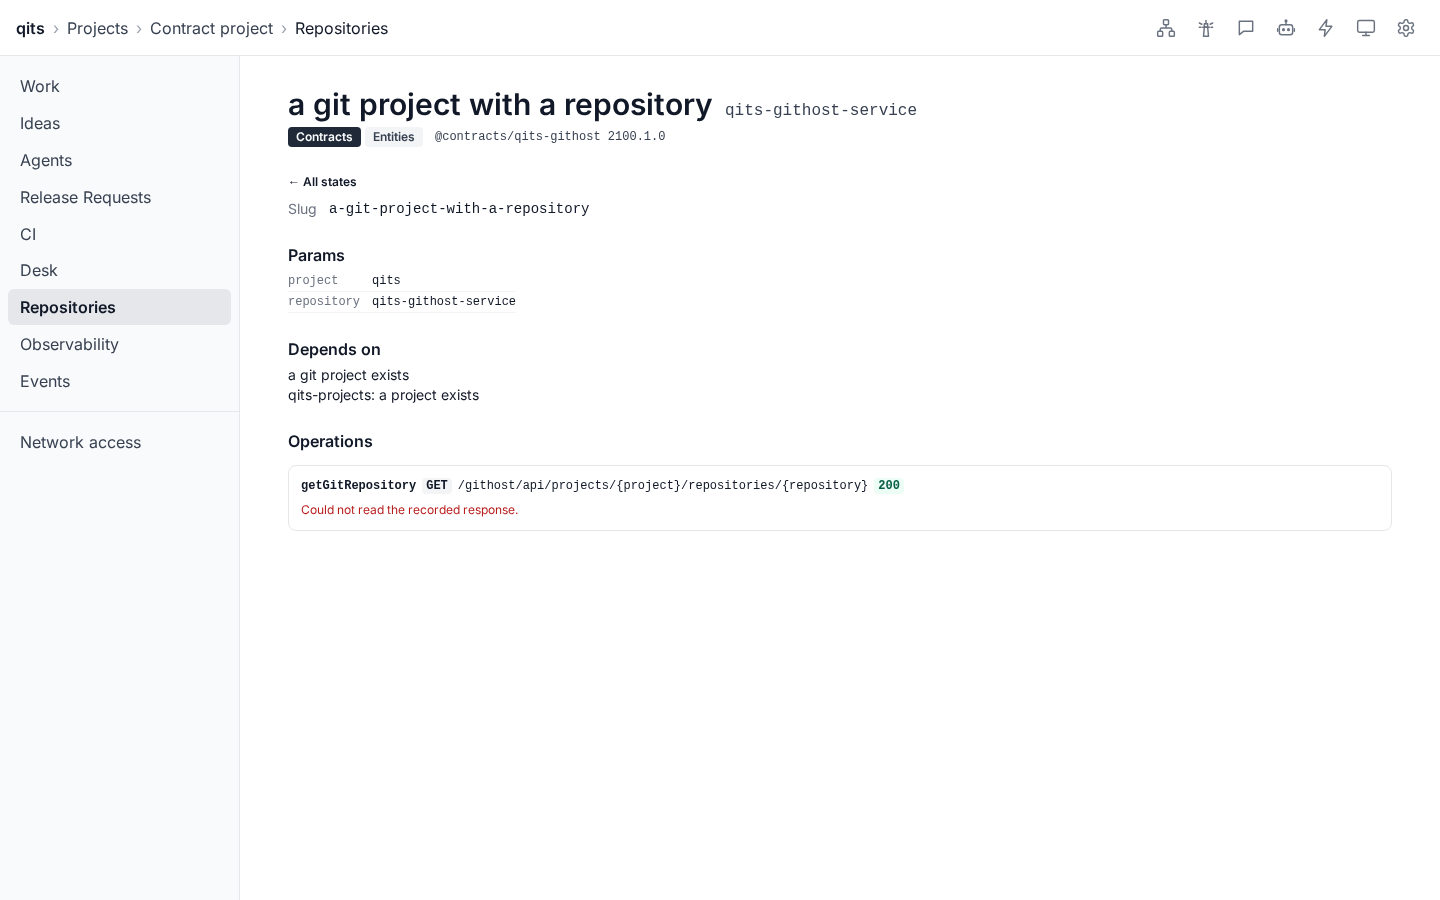 qits › Projects › Contract project › Repositories
Work
Ideas
Agents
Release Requests
CI
Desk
Repositories
Observability
Events
Network access
a git project with a repository qits-githost-service
Contracts Entities @contracts/qits-githost 2100.1.0
← All states
Slug a-git-project-with-a-repository
Params
project qits
repository qits-githost-service
Depends on
a git project exists
qits-projects: a project exists
Operations
getGitRepository GET /githost/api/projects/{project}/repositories/{repository} 200
Could not read the recorded response.